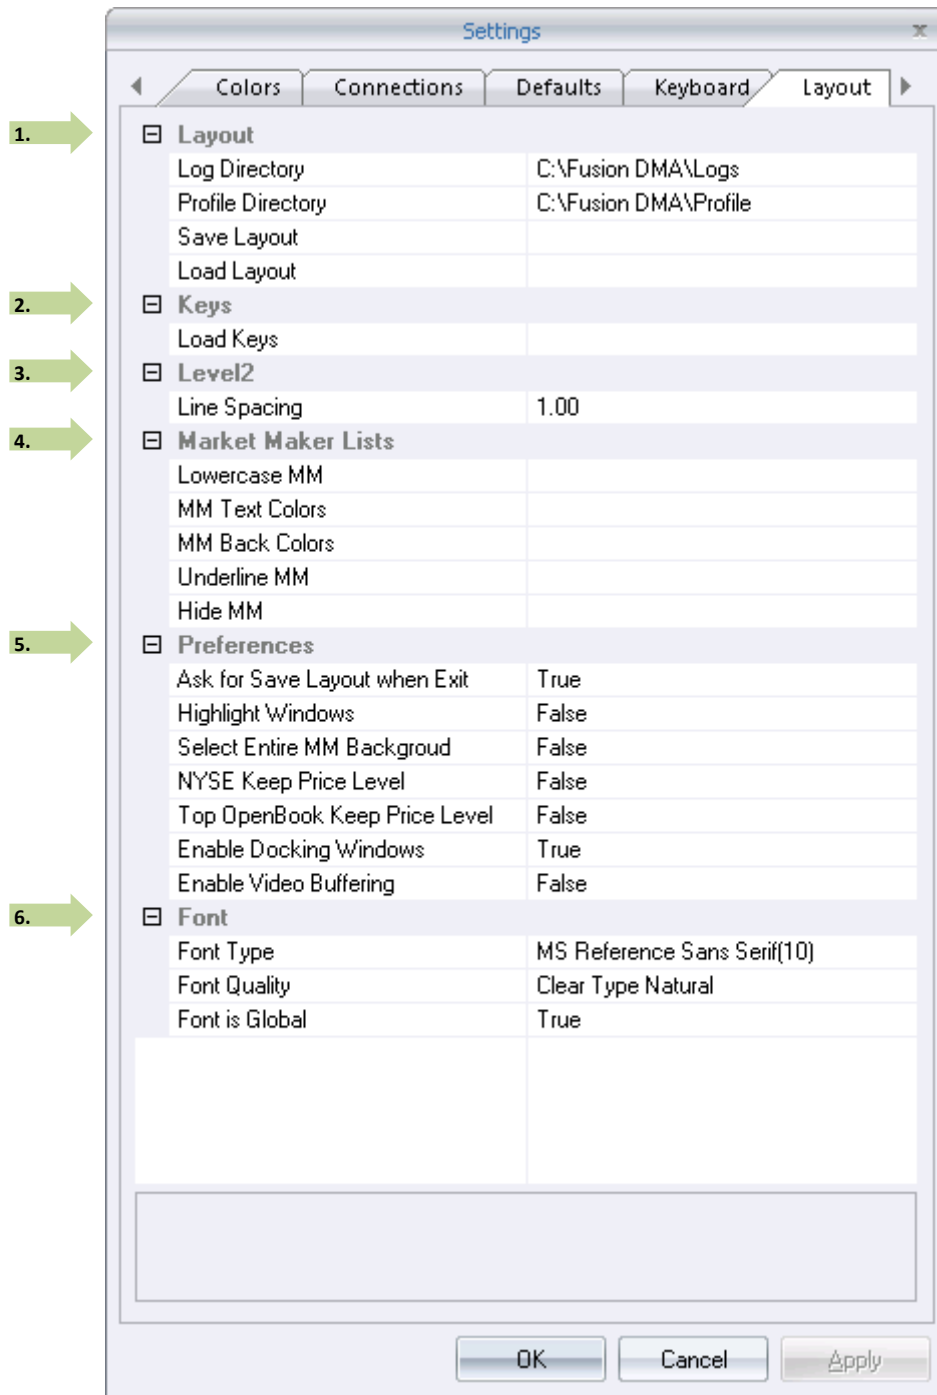 Settings
Colors Connections Defaults Keyboard Layout
1. Layout
Log Directory C:\Fusion DMA\Logs
Profile Directory C:\Fusion DMA\Profile
Save Layout
Load Layout
2. Keys
Load Keys
3. Level2
Line Spacing 1.00
4. Market Maker Lists
Lowercase MM
MM Text Colors
MM Back Colors
Underline MM
Hide MM
5. Preferences
Ask for Save Layout when Exit True
Highlight Windows False
Select Entire MM Backgroud False
NYSE Keep Price Level False
Top OpenBook Keep Price Level False
Enable Docking Windows True
Enable Video Buffering False
6. Font
Font Type MS Reference Sans Serif(10)
Font Quality Clear Type Natural
Font is Global True
OK Cancel Apply